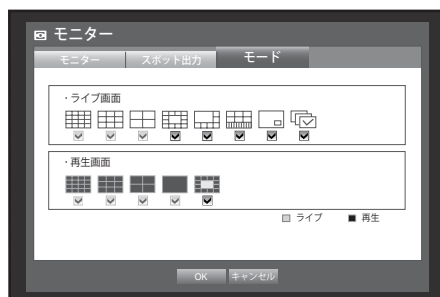 モニター
モニター スポット出力 モード
・ライブ画面
・再生画面
ライブ 再生
OK キャンセル